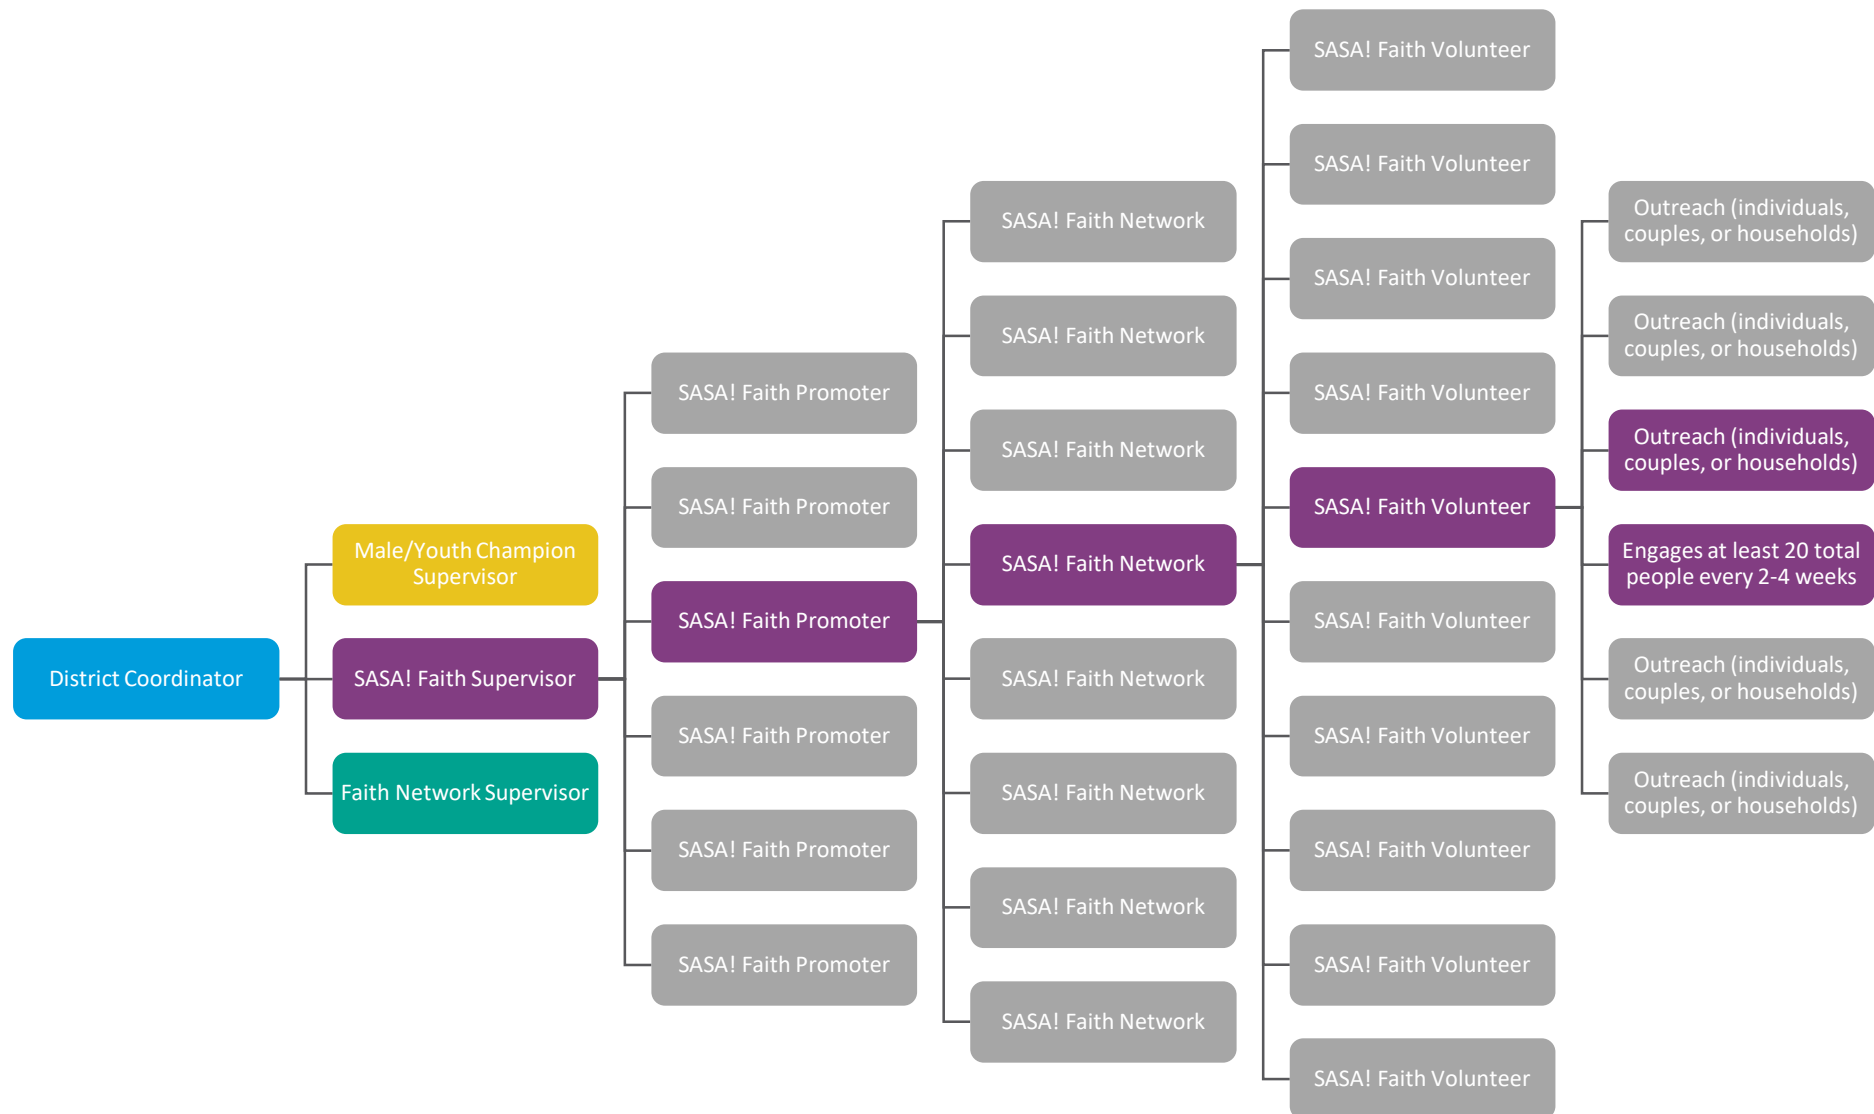 District Coordinator
Male/Youth Champion
Supervisor
SASA! Faith Supervisor
Faith Network Supervisor
SASA! Faith Promoter
SASA! Faith Promoter
SASA! Faith Promoter
SASA! Faith Promoter
SASA! Faith Promoter
SASA! Faith Promoter
SASA! Faith Network
SASA! Faith Network
SASA! Faith Network
SASA! Faith Network
SASA! Faith Network
SASA! Faith Network
SASA! Faith Network
SASA! Faith Network
SASA! Faith Volunteer
SASA! Faith Volunteer
SASA! Faith Volunteer
SASA! Faith Volunteer
SASA! Faith Volunteer
SASA! Faith Volunteer
SASA! Faith Volunteer
SASA! Faith Volunteer
SASA! Faith Volunteer
SASA! Faith Volunteer
Outreach (individuals,
couples, or households)
Outreach (individuals,
couples, or households)
Outreach (individuals,
couples, or households)
Engages at least 20 total
people every 2-4 weeks
Outreach (individuals,
couples, or households)
Outreach (individuals,
couples, or households)